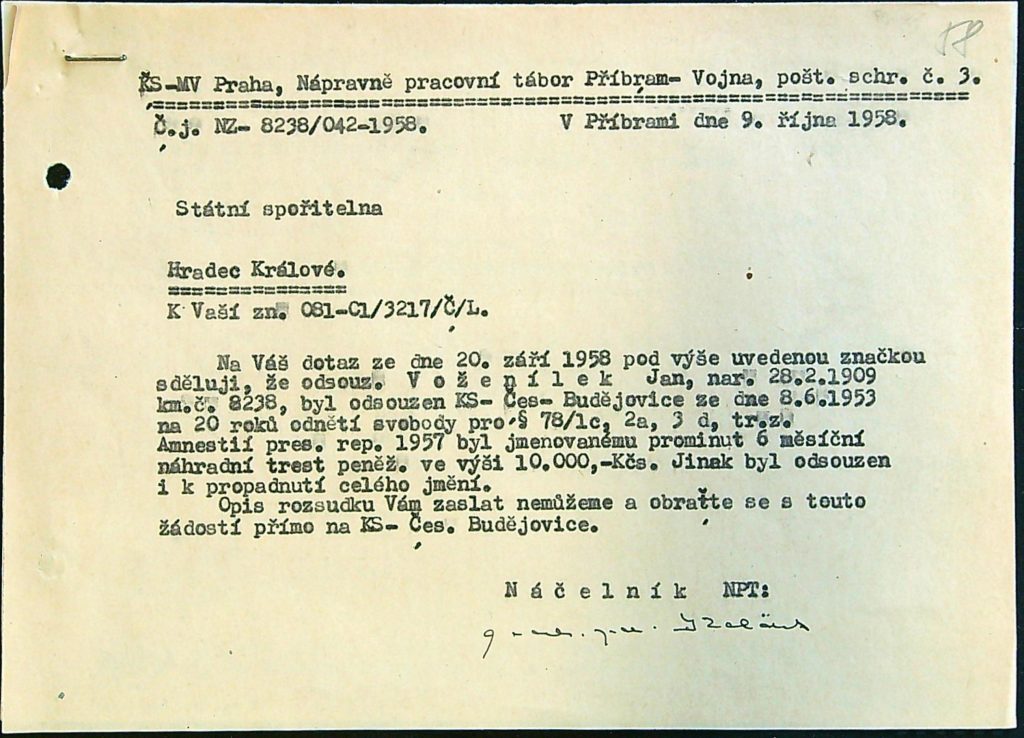 58
KS-MV Praha, Nápravně pracovní tábor Příbram- Vojna, pošt. schr. č. 3.
Č.j. NZ- 8238/042-1958. V Příbrami dne 9. října 1958.
Státní spořitelna
Hradec Králové.
K Vaší zn. 081-C1/3217/Č/L.
Na Váš dotaz ze dne 20. září 1958 pod výše uvedenou značkou
sděluji, že odsouz. V o ž e n í l e k Jan, nar. 28.2.1909
km.č. 8238, byl odsouzen KS- Čes- Budějovice ze dne 8.6.1953
na 20 roků odnětí svobody pro § 78/1c, 2a, 3 d, tr.z.
Amnestií pres. rep. 1957 byl jmenovanému prominut 6 měsíční
náhradní trest peněž. ve výši 10.000,-Kčs. Jinak byl odsouzen
i k propadnutí celého jmění.
Opis rozsudku Vám zaslat nemůžeme a obraťte se s touto
žádostí přímo na KS- Čes. Budějovice.
N á č e l n í k NPT: